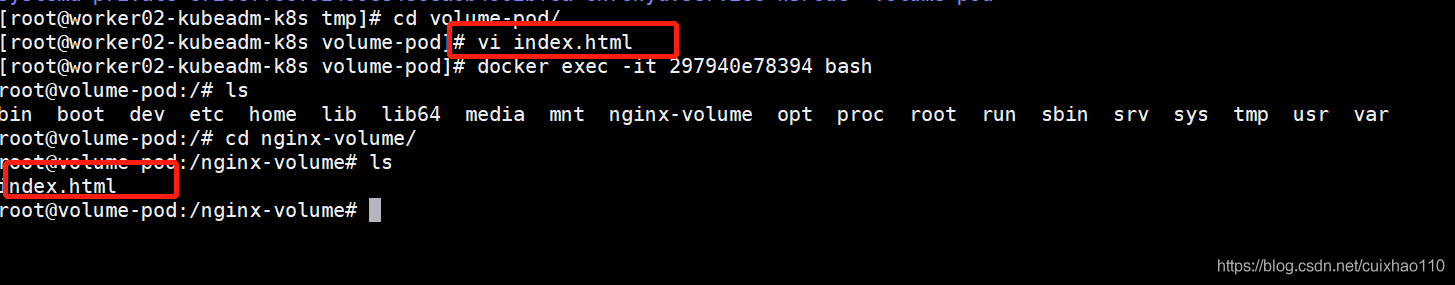 [root@worker02-kubeadm-k8s tmp]# cd volume-pod/
[root@worker02-kubeadm-k8s volume-pod]# vi index.html
[root@worker02-kubeadm-k8s volume-pod]# docker exec -it 297940e78394 bash
root@volume-pod:/# ls
bin boot dev etc home lib lib64 media mnt nginx-volume opt proc root run sbin srv sys tmp usr var
root@volume-pod:/# cd nginx-volume/
root@volume-pod:/nginx-volume# ls
index.html
root@volume-pod:/nginx-volume#
https://blog.csdn.net/cuixhao110